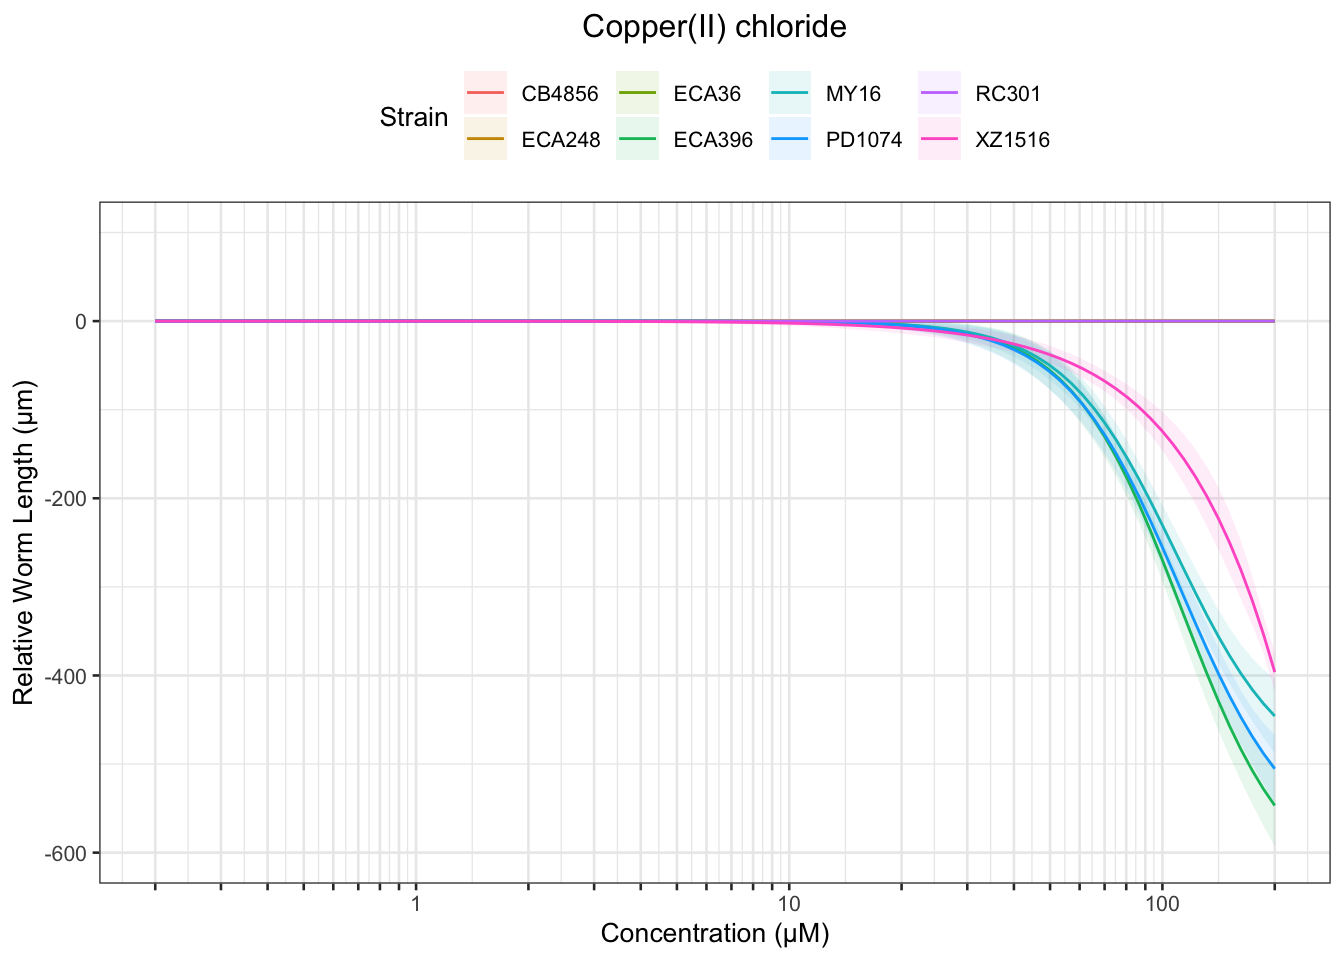 Copper(II) chloride
Strain
CB4856
ECA36
MY16
RC301
ECA248
ECA396
PD1074
XZ1516
Relative Worm Length (µm)
0
-200
-400
-600
1
10
100
Concentration (µM)